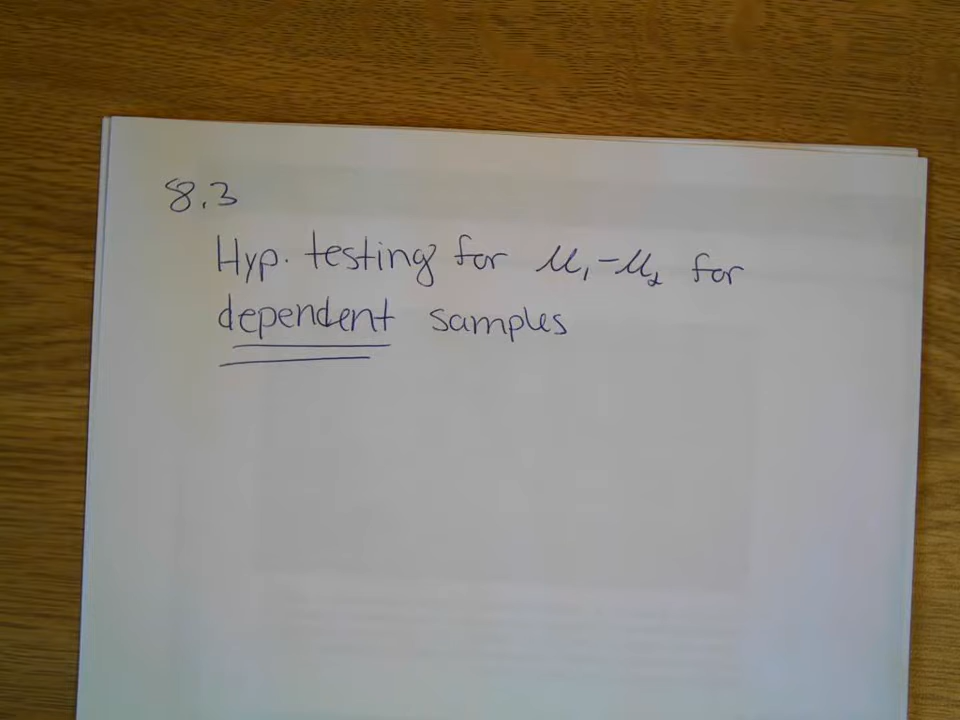 8.3
Hyp. testing for μ₁-μ₂ for
dependent samples